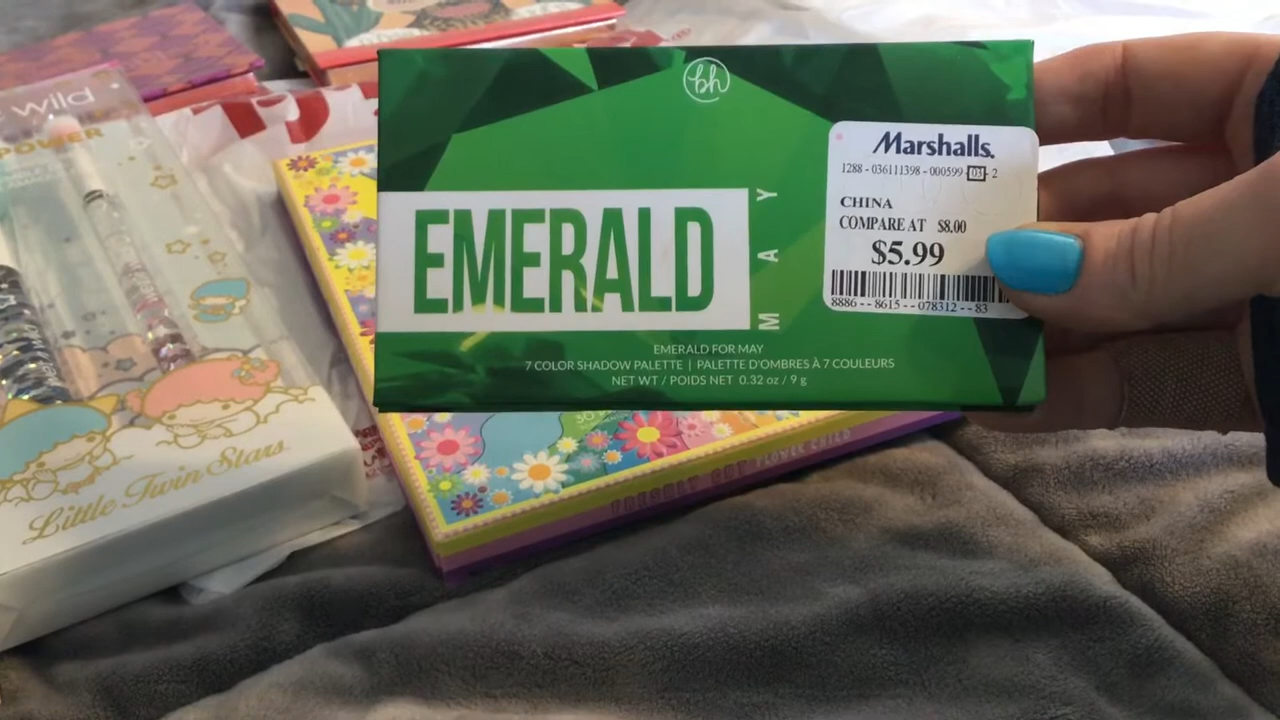 bh
EMERALD
MAY
EMERALD FOR MAY
7 COLOR SHADOW PALETTE | PALETTE D'OMBRES À 7 COULEURS
NET WT / POIDS NET 0.32 oz / 9 g
Marshalls.
1288 - 036111398 - 000599 - 03 - 2
CHINA
COMPARE AT $8.00
$5.99
8886 - - 8615 - - 078312 - - 83
wild
POWER
Little Twin Stars